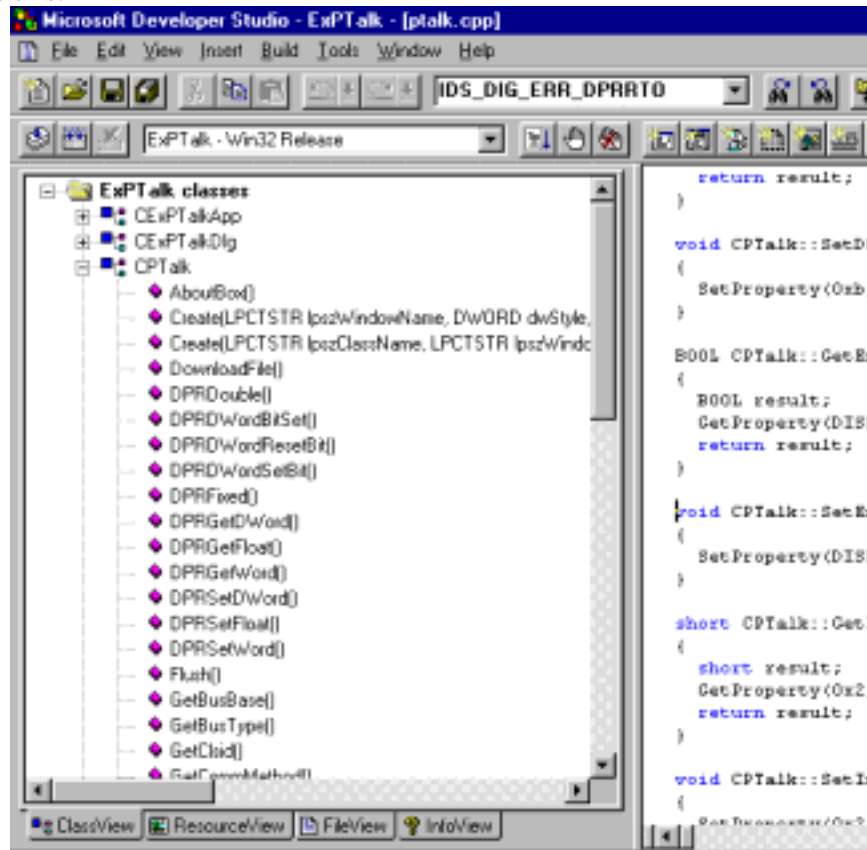 Microsoft Developer Studio - ExPTalk - [ptalk.cpp]
File Edit View Insert Build Tools Window Help
IDS_DIG_ERR_DPRRTO
ExPTalk - Win32 Release
ExPTalk classes
CExPTalkApp
CExPTalkDlg
CPTalk
AboutBox()
Create(LPCTSTR lpszWindowName, DWORD dwStyle,
Create(LPCTSTR lpszClassName, LPCTSTR lpszWindo
DownloadFile()
DPRDouble()
DPRDWordBitSet()
DPRDWordResetBit()
DPRDWordSetBit()
DPRFixed()
DPRGetDWord()
DPRGetFloat()
DPRGetWord()
DPRSetDWord()
DPRSetFloat()
DPRSetWord()
Flush()
GetBusBase()
GetBusType()
GetClsid()
GetCommMethod()
ClassView ResourceView FileView InfoView
return result;
}
void CPTalk::SetD
{
SetProperty(0xb
}
BOOL CPTalk::GetE
{
BOOL result;
GetProperty(DIS
return result;
}
void CPTalk::SetE
{
SetProperty(DIS
}
short CPTalk::Get
{
short result;
GetProperty(0x2
return result;
}
void CPTalk::SetI
{
SetProperty(0x2